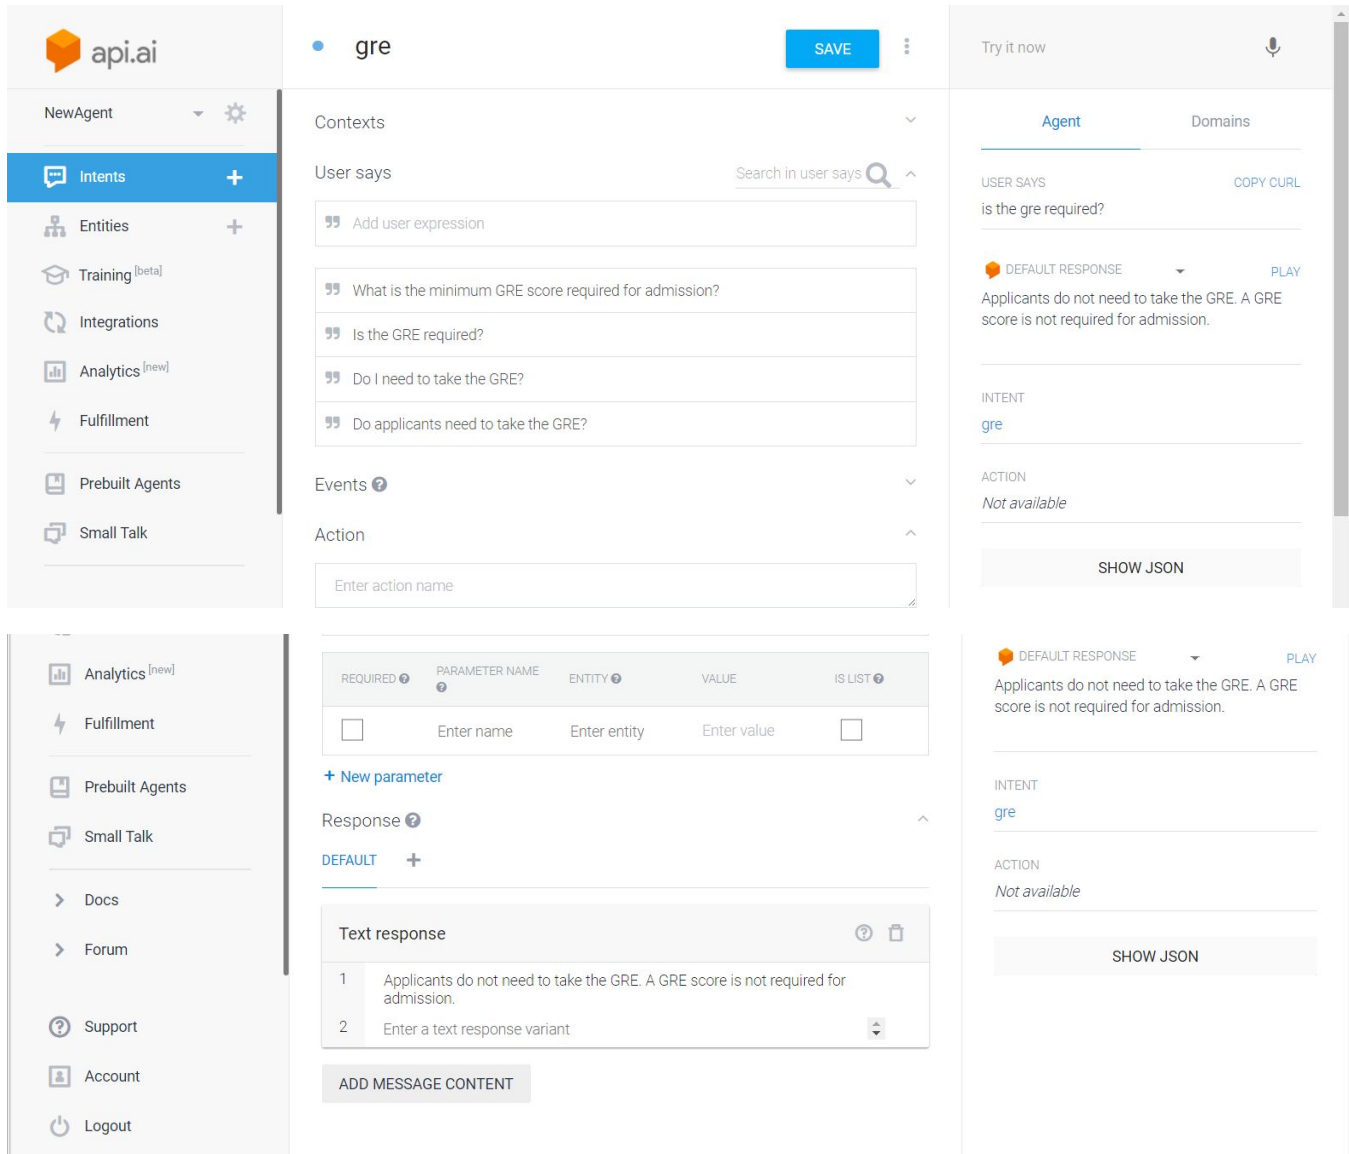 api.ai
gre
SAVE
Try it now
NewAgent
Contexts
Agent
Domains
Intents
User says
Search in user says
USER SAYS
COPY CURL
is the gre required?
Entities
Add user expression
Training [beta]
DEFAULT RESPONSE
PLAY
Applicants do not need to take the GRE. A GRE
score is not required for admission.
What is the minimum GRE score required for admission?
Integrations
Is the GRE required?
Analytics [new]
Do I need to take the GRE?
INTENT
gre
Fulfillment
Do applicants need to take the GRE?
Prebuilt Agents
Events
ACTION
Not available
Small Talk
Action
SHOW JSON
Enter action name
Analytics [new]
Fulfillment
Prebuilt Agents
Small Talk
Docs
Forum
Support
Account
Logout
REQUIRED
PARAMETER NAME
ENTITY
VALUE
IS LIST
Enter name
Enter entity
Enter value
+ New parameter
Response
DEFAULT
Text response
1
Applicants do not need to take the GRE. A GRE score is not required for
admission.
2
Enter a text response variant
ADD MESSAGE CONTENT
DEFAULT RESPONSE
PLAY
Applicants do not need to take the GRE. A GRE
score is not required for admission.
INTENT
gre
ACTION
Not available
SHOW JSON